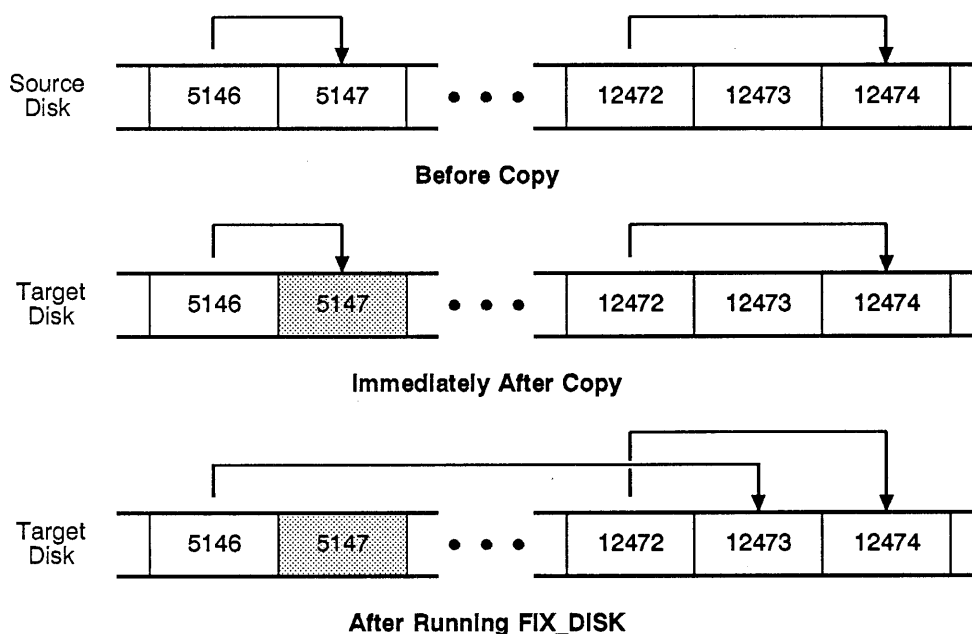 Source Disk
5146 5147 • • • 12472 12473 12474
Before Copy
Target Disk
5146 5147 • • • 12472 12473 12474
Immediately After Copy
Target Disk
5146 5147 • • • 12472 12473 12474
After Running FIX_DISK